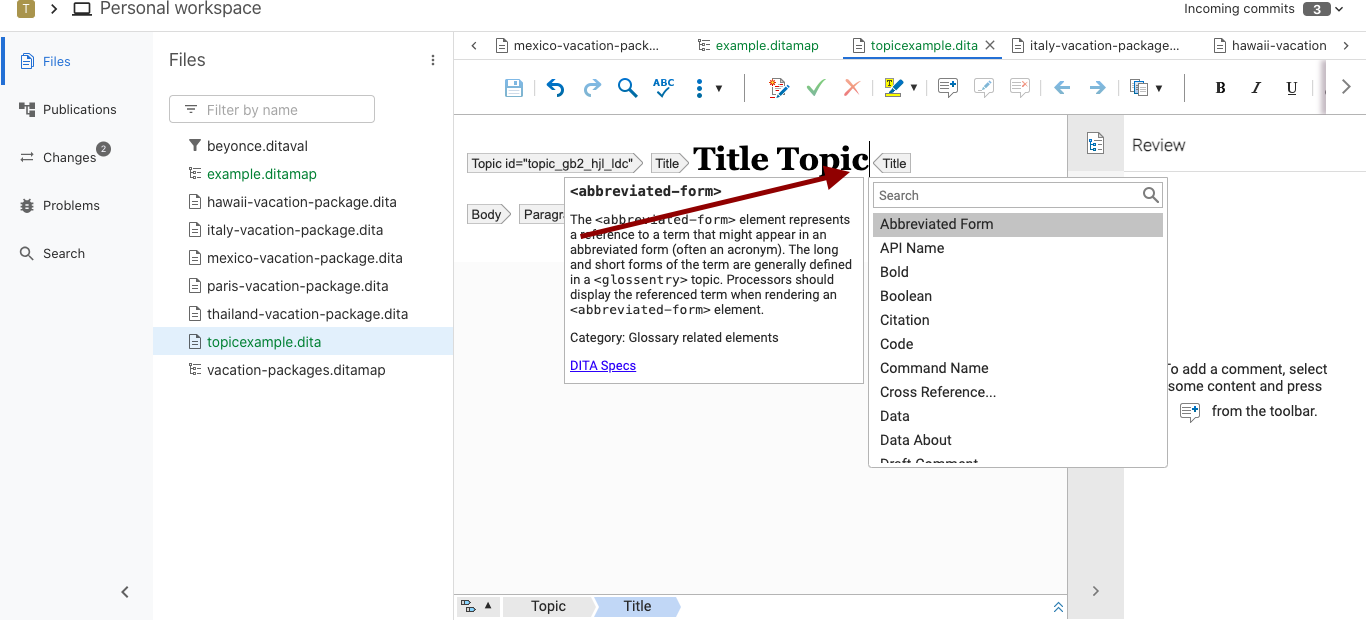 T
Personal workspace
Incoming commits 3
Files
Publications
Changes 2
Problems
Search
Files
Filter by name
beyonce.ditaval
example.ditamap
hawaii-vacation-package.dita
italy-vacation-package.dita
mexico-vacation-package.dita
paris-vacation-package.dita
thailand-vacation-package.dita
topicexample.dita
vacation-packages.ditamap
mexico-vacation-pack... example.ditamap topicexample.dita italy-vacation-package... hawaii-vacation
ABC T B I U
Topic id="topic_gb2_hjl_ldc" Title Title Topic Title
Body Paragra
<abbreviated-form>
The <abbreviated-form> element represents
a reference to a term that might appear in an
abbreviated form (often an acronym). The long
and short forms of the term are generally defined
in a <glossentry> topic. Processors should
display the referenced term when rendering an
<abbreviated-form> element.
Category: Glossary related elements
DITA Specs
Search
Abbreviated Form
API Name
Bold
Boolean
Citation
Code
Command Name
Cross Reference...
Data
Data About
Draft Comment
Review
To add a comment, select
some content and press
from the toolbar.
Topic Title